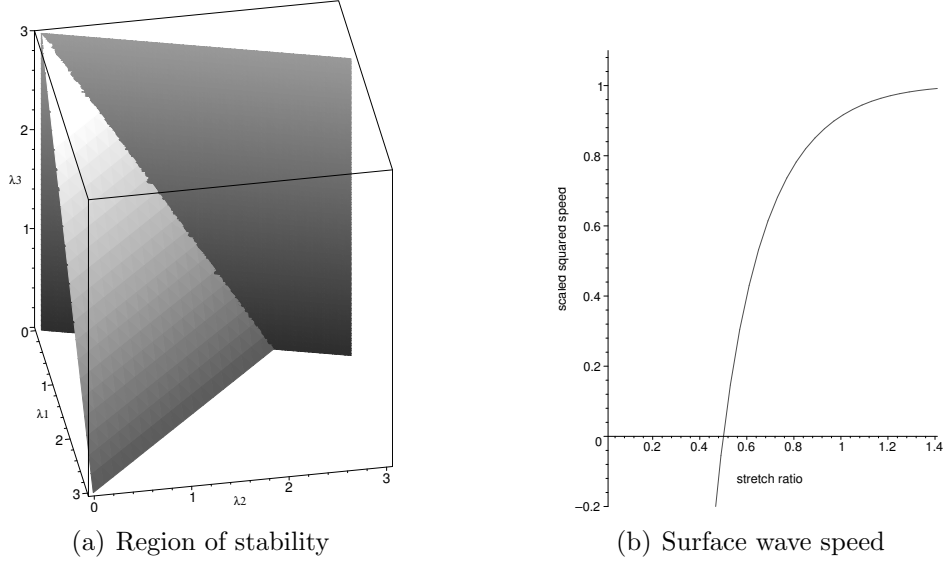 3
2
λ3
1
0
1
λ1
2
3
0
1
λ2
2
3
(a) Region of stability
1
0.8
scaled squared speed
0.6
0.4
0.2
0
−0.2
0.2 0.4 0.6 0.8 1 1.2 1.4
stretch ratio
(b) Surface wave speed